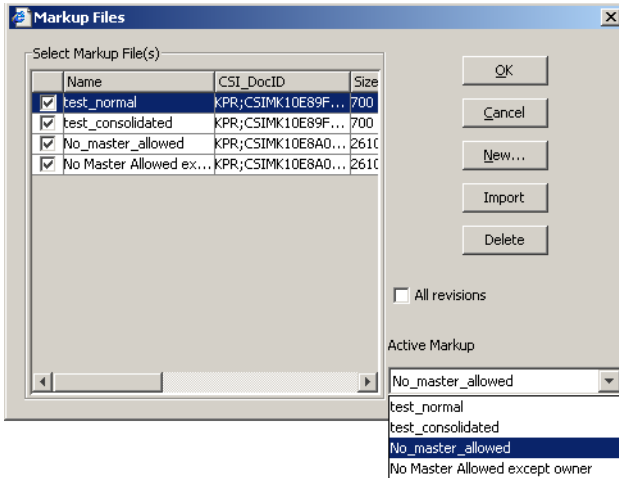 Markup Files
Select Markup File(s)
Name CSI_DocID Size
test_normal KPR;CSIMK10E89F... 700
test_consolidated KPR;CSIMK10E89F... 700
No_master_allowed KPR;CSIMK10E8A0... 2610
No Master Allowed ex... KPR;CSIMK10E8A0... 2610
OK
Cancel
New...
Import
Delete
All revisions
Active Markup
No_master_allowed
test_normal
test_consolidated
No_master_allowed
No Master Allowed except owner